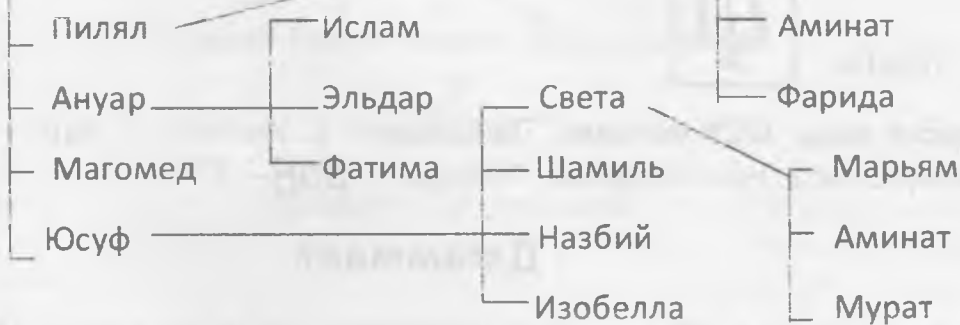 Пилял Ислам Аминат
Ануар Эльдар Света Фарида
Магомед Фатима Шамиль Марьям
Юсуф Назбий Аминат
Изобелла Мурат